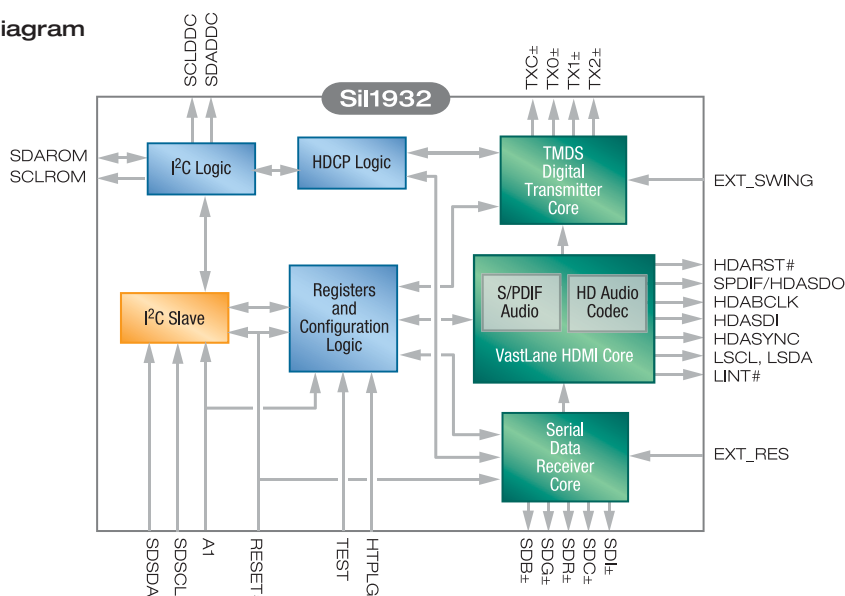 iagram
SCLDDC
SDADDC
TXC±
TX0±
TX1±
TX2±
SiI1932
SDAROM
SCLROM
I²C Logic
HDCP Logic
TMDS
Digital
Transmitter
Core
EXT_SWING
I²C Slave
Registers
and
Configuration
Logic
S/PDIF
Audio
HD Audio
Codec
VastLane HDMI Core
HDARST#
SPDIF/HDASDO
HDABCLK
HDASDI
HDASYNC
LSCL, LSDA
LINT#
Serial
Data
Receiver
Core
EXT_RES
SDSDA
SDSCL
A1
RESET
TEST
HTPLG
SDB±
SDG±
SDR±
SDC±
SDI±